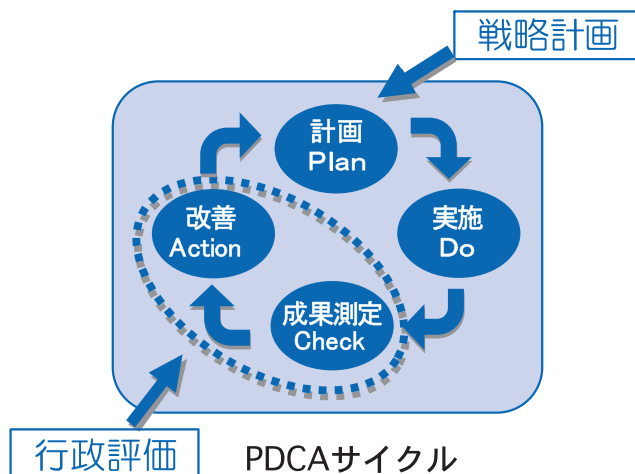 戦略計画
計画
Plan
改善
Action
実施
Do
成果測定
Check
行政評価
PDCAサイクル